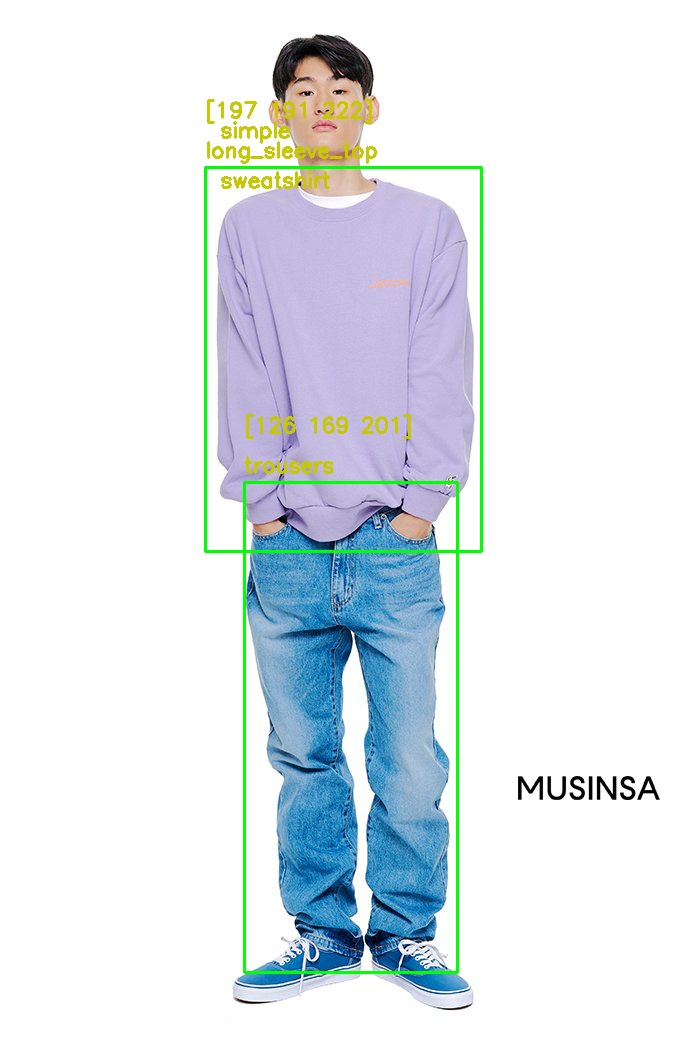 [197 191 222]
simple
long_sleeve_top
sweatshirt
[126 169 201]
trousers
MUSINSA